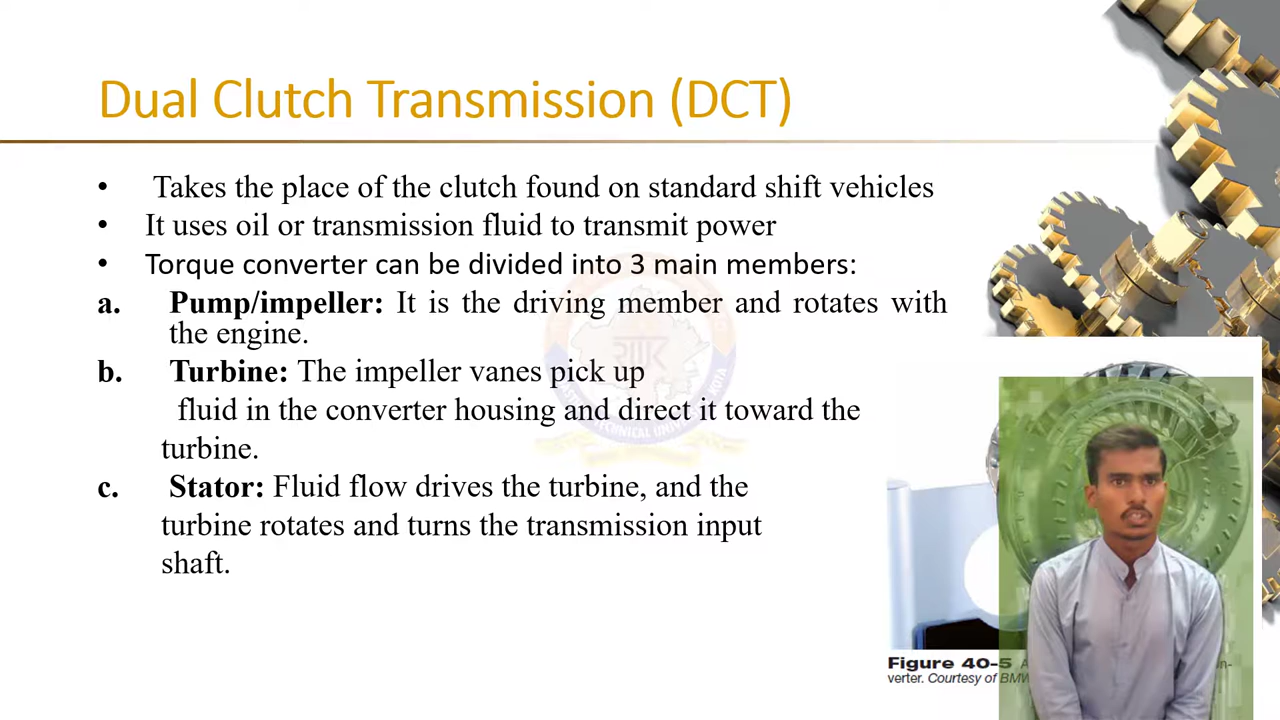 Dual Clutch Transmission (DCT)
• Takes the place of the clutch found on standard shift vehicles
• It uses oil or transmission fluid to transmit power
• Torque converter can be divided into 3 main members:
a. Pump/impeller: It is the driving member and rotates with
the engine.
b. Turbine: The impeller vanes pick up
fluid in the converter housing and direct it toward the
turbine.
c. Stator: Fluid flow drives the turbine, and the
turbine rotates and turns the transmission input
shaft.
Figure 40-5
verter. Courtesy of BMW